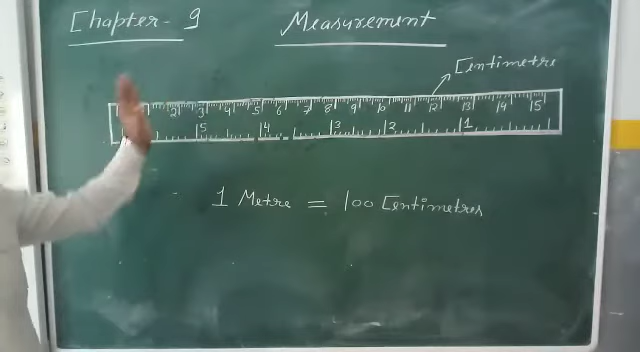 Chapter - 9
Measurement
Centimetre
2 3 4 5 6 7 8 9 10 11 12 13 14 15
5 4 3 2 1
1 Metre = 100 Centimetres